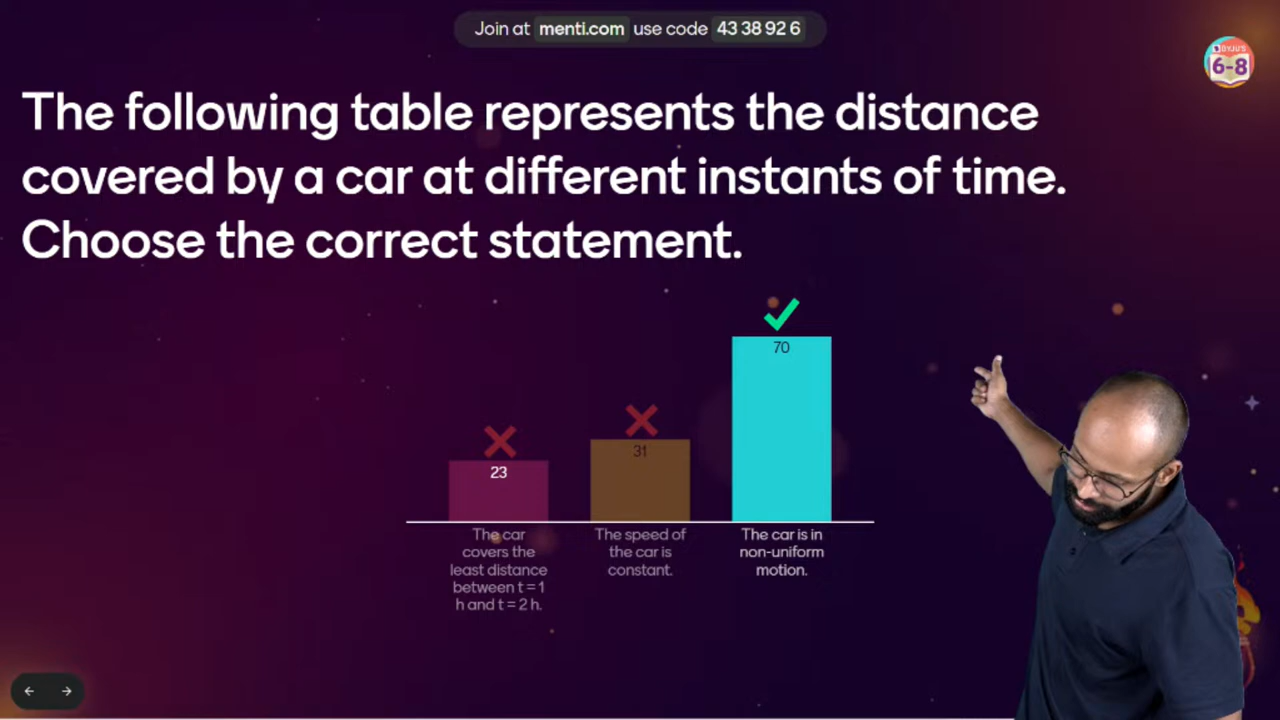 Join at menti.com use code 43 38 92 6
BYJU'S
6-8
The following table represents the distance
covered by a car at different instants of time.
Choose the correct statement.
70
31
23
The car
covers the
least distance
between t = 1
h and t = 2 h.
The speed of
the car is
constant.
The car is in
non-uniform
motion.